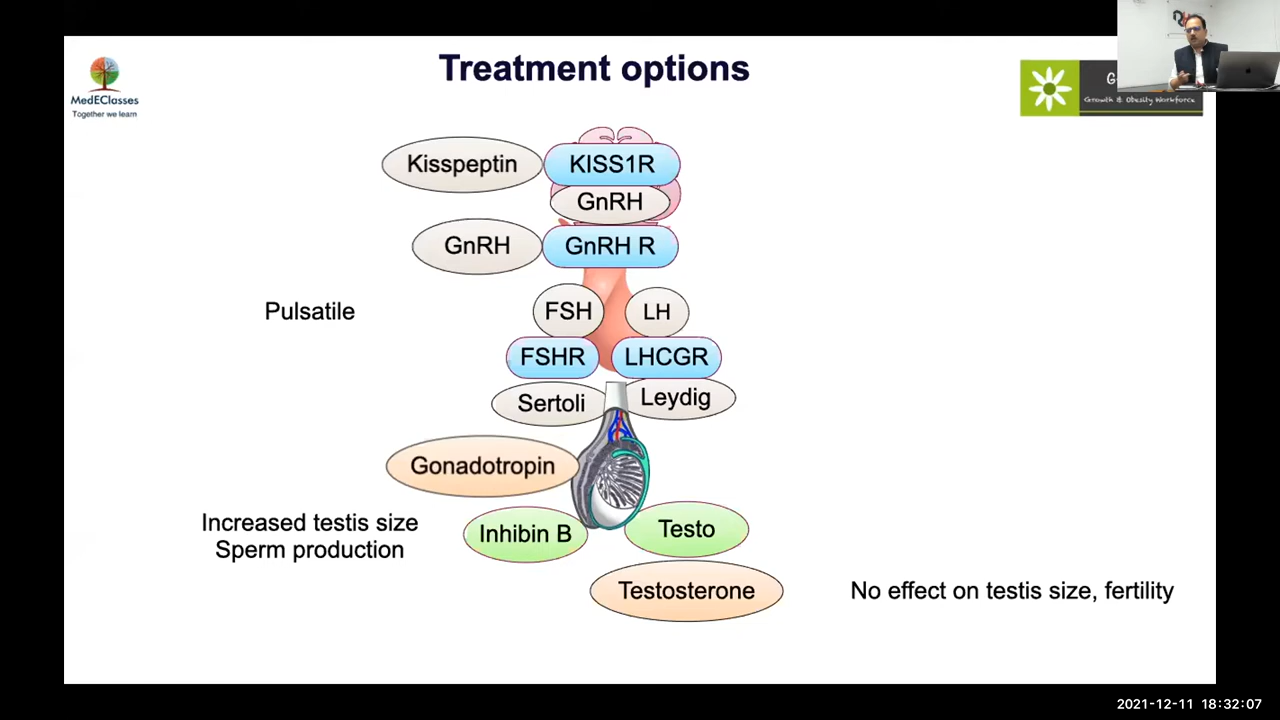 Treatment options
MedEClasses
Together we learn
Growth & Obesity Workforce
Kisspeptin
KISS1R
GnRH
GnRH
GnRH R
Pulsatile
FSH
LH
FSHR
LHCGR
Sertoli
Leydig
Gonadotropin
Increased testis size
Sperm production
Inhibin B
Testo
Testosterone
No effect on testis size, fertility
2021-12-11 18:32:07